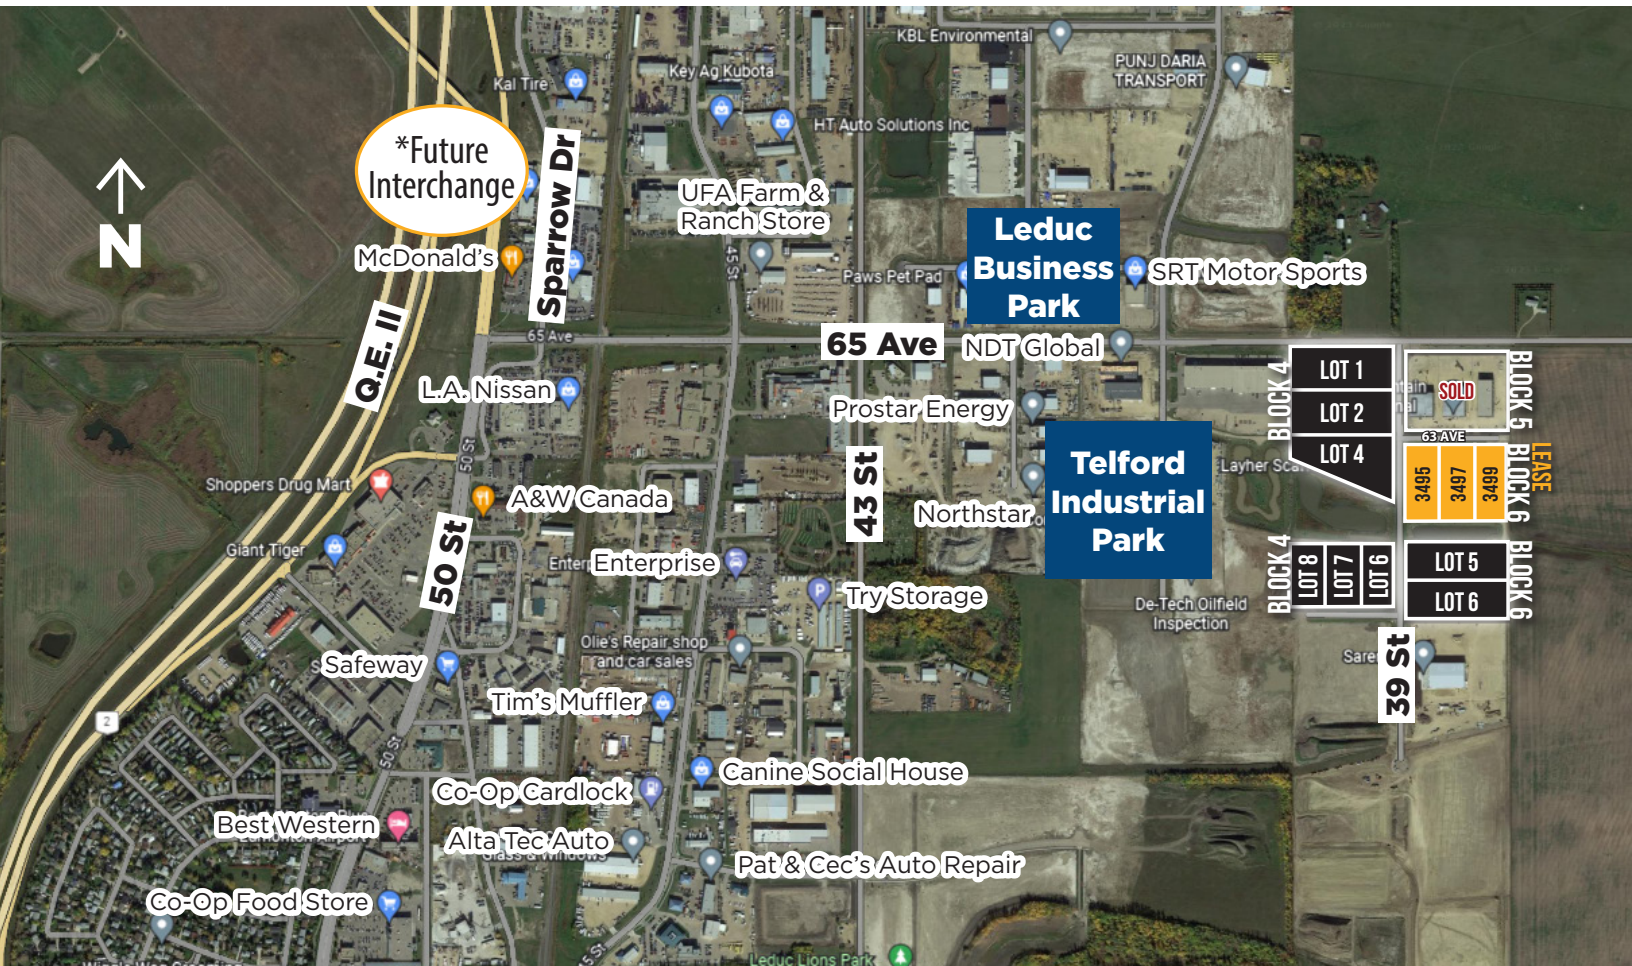 KBL Environmental
PUNJ DARIA
TRANSPORT
Kal Tire
Key Ag Kubota
HT Auto Solutions Inc
*Future
Interchange
Sparrow Dr
N
UFA Farm &
Ranch Store
McDonald's
45 St
Paws Pet Pad
Leduc
Business
Park
SRT Motor Sports
Q.E. II
65 Ave
65 Ave
NDT Global
L.A. Nissan
Prostar Energy
BLOCK 4
LOT 1
LOT 2
LOT 4
SOLD
BLOCK 5
63 AVE
3495
3497
3499
BLOCK 6
LEASE
50 St
Shoppers Drug Mart
A&W Canada
43 St
Northstar
Telford
Industrial
Park
Layher
Giant Tiger
50 St
Enterprise
Try Storage
De-Tech Oilfield
Inspection
BLOCK 4
LOT 8
LOT 7
LOT 6
LOT 5
LOT 6
BLOCK 6
Olie's Repair shop
and car sales
Safeway
39 St
Tim's Muffler
2
50 St
Canine Social House
Co-Op Cardlock
Best Western
Alta Tec Auto
Pat & Cec's Auto Repair
Co-Op Food Store
45 St
Leduc Lions Park